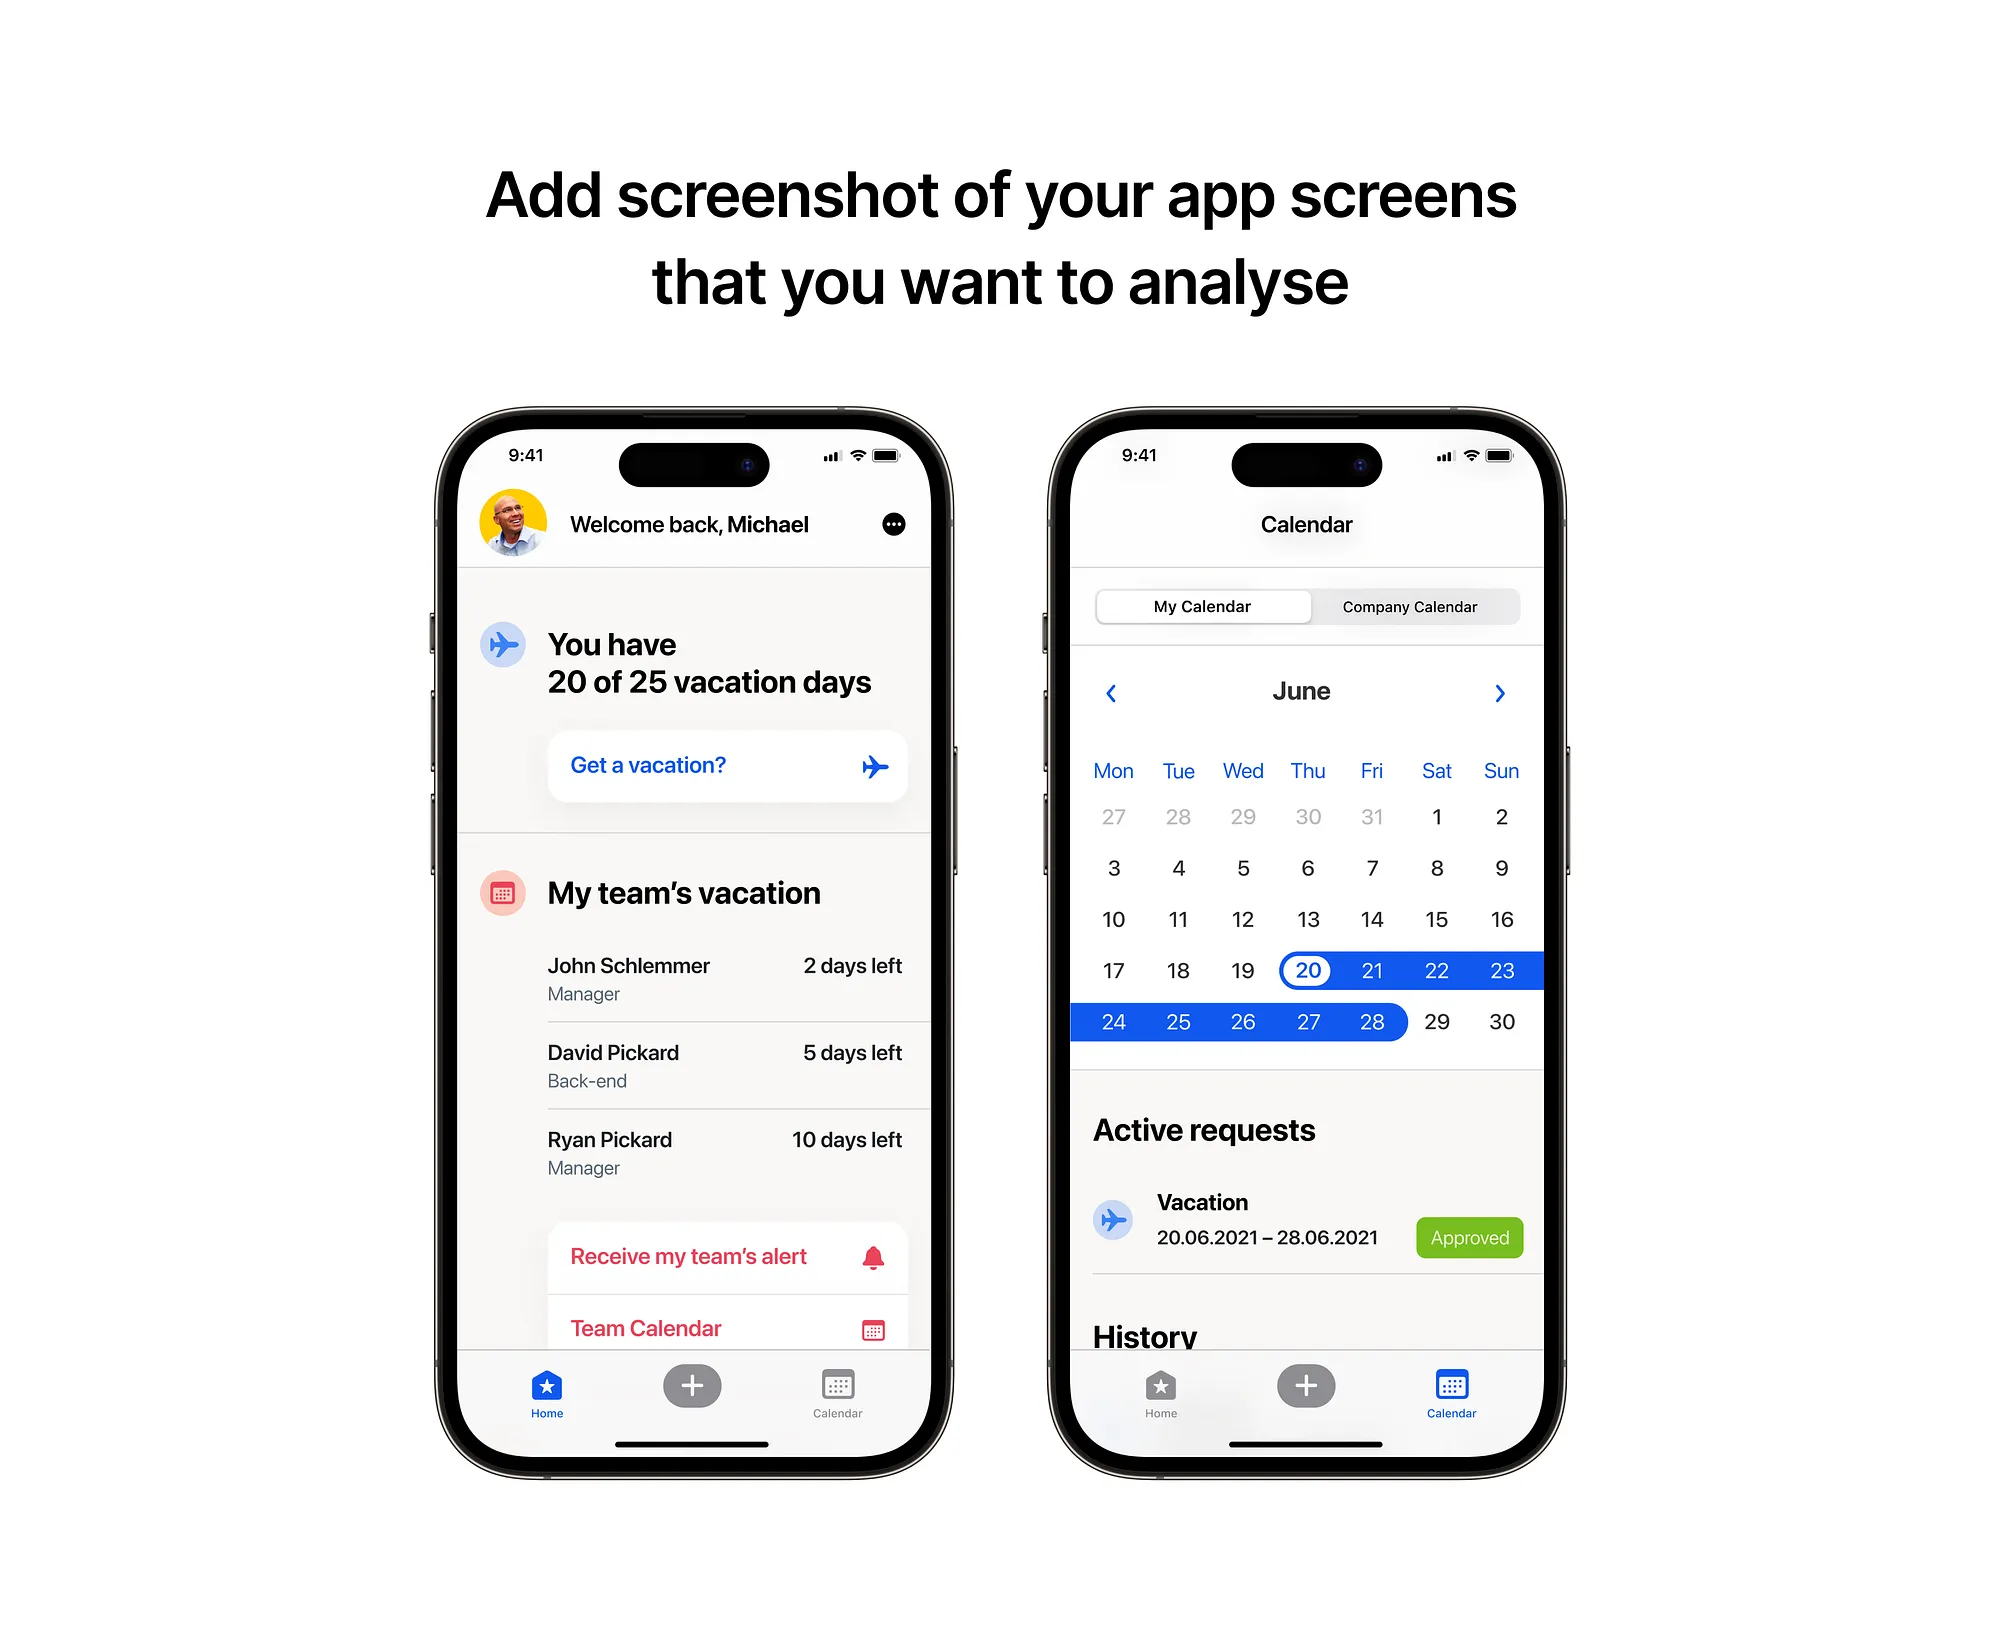 Add screenshot of your app screens
that you want to analyse
9:41
Welcome back, Michael
You have
20 of 25 vacation days
Get a vacation?
My team’s vacation
John Schlemmer 2 days left
Manager
David Pickard 5 days left
Back-end
Ryan Pickard 10 days left
Manager
Receive my team’s alert
Team Calendar
Home Calendar
9:41
Calendar
My Calendar Company Calendar
June
Mon Tue Wed Thu Fri Sat Sun
27 28 29 30 31 1 2
3 4 5 6 7 8 9
10 11 12 13 14 15 16
17 18 19 20 21 22 23
24 25 26 27 28 29 30
Active requests
Vacation
20.06.2021 – 28.06.2021 Approved
History
Home Calendar